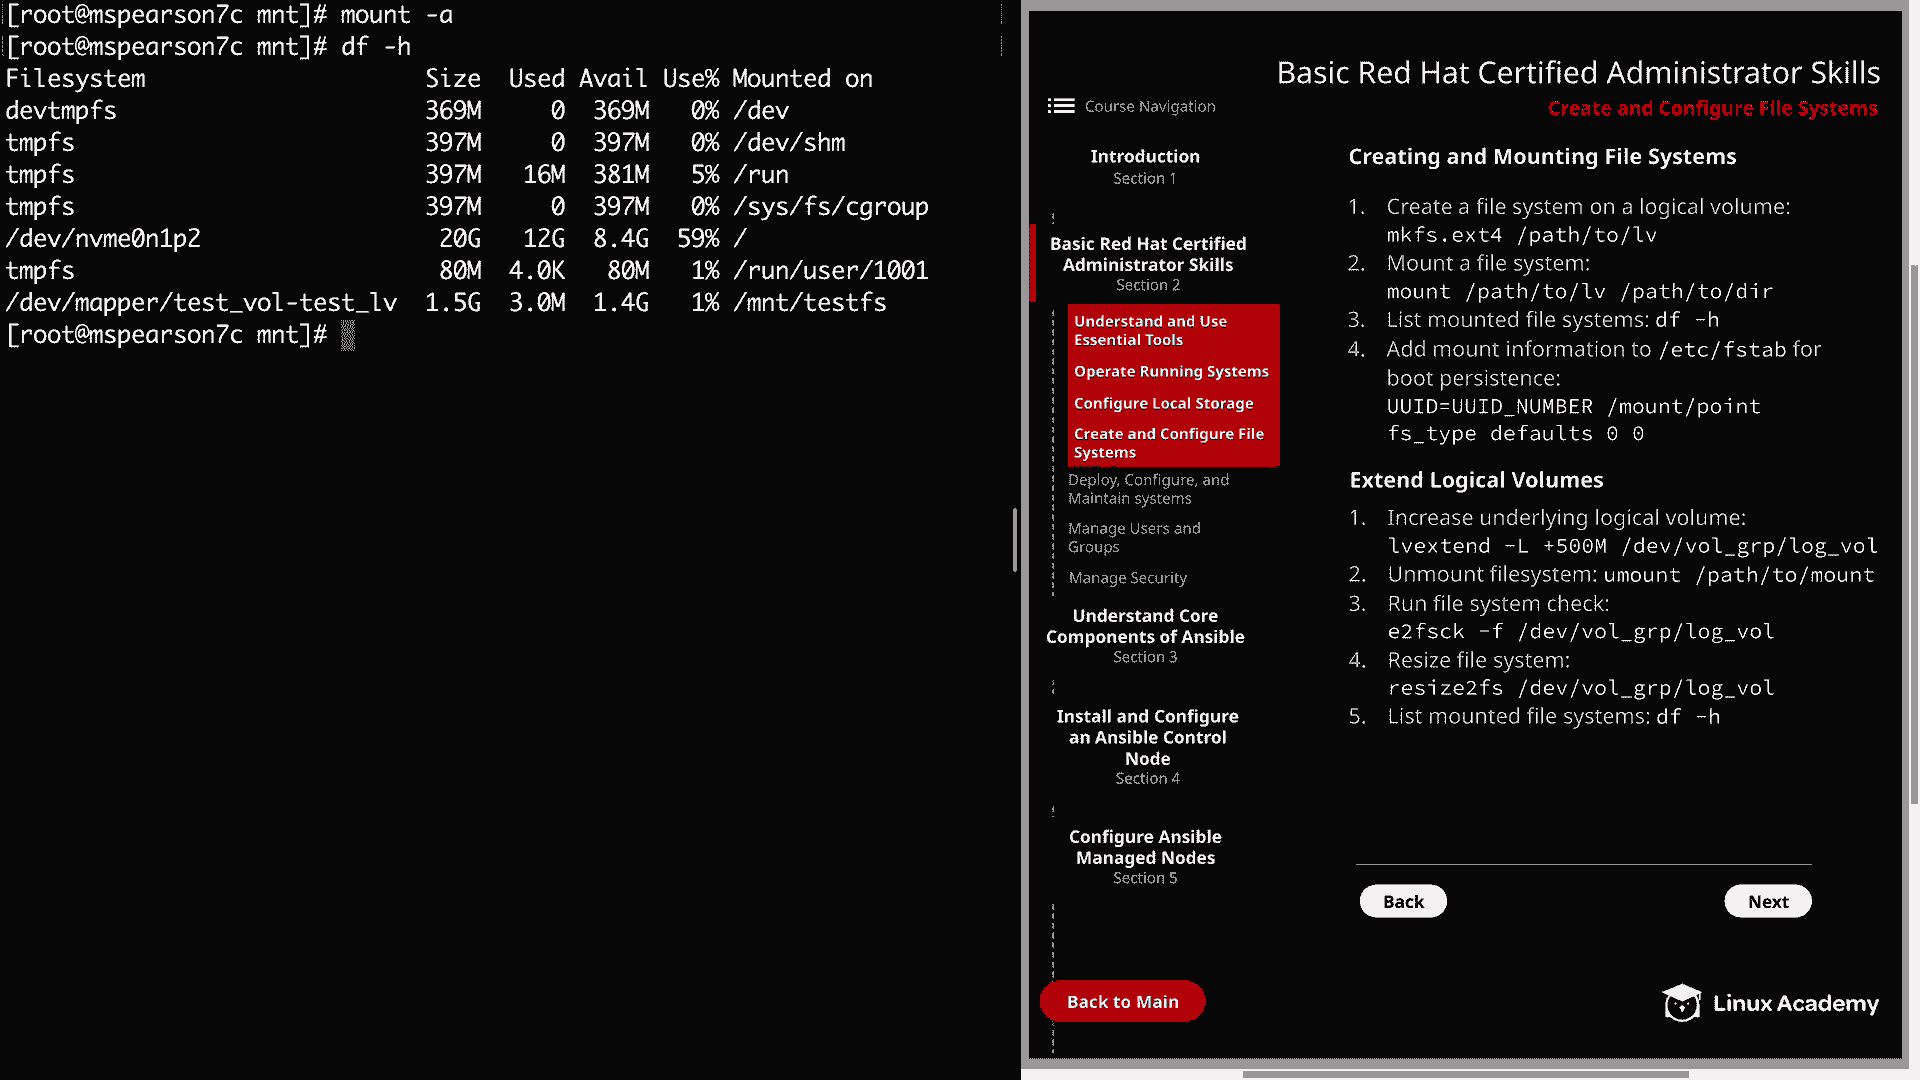 [root@mspearson7c mnt]# mount -a
[root@mspearson7c mnt]# df -h
Filesystem Size Used Avail Use% Mounted on
devtmpfs 369M 0 369M 0% /dev
tmpfs 397M 0 397M 0% /dev/shm
tmpfs 397M 16M 381M 5% /run
tmpfs 397M 0 397M 0% /sys/fs/cgroup
/dev/nvme0n1p2 20G 12G 8.4G 59% /
tmpfs 80M 4.0K 80M 1% /run/user/1001
/dev/mapper/test_vol-test_lv 1.5G 3.0M 1.4G 1% /mnt/testfs
[root@mspearson7c mnt]#
Basic Red Hat Certified Administrator Skills
Create and Configure File Systems
Course Navigation
Introduction
Section 1
Basic Red Hat Certified
Administrator Skills
Section 2
Understand and Use
Essential Tools
Operate Running Systems
Configure Local Storage
Create and Configure File
Systems
Deploy, Configure, and
Maintain systems
Manage Users and
Groups
Manage Security
Understand Core
Components of Ansible
Section 3
Install and Configure
an Ansible Control
Node
Section 4
Configure Ansible
Managed Nodes
Section 5
Back to Main
Creating and Mounting File Systems
1. Create a file system on a logical volume:
mkfs.ext4 /path/to/lv
2. Mount a file system:
mount /path/to/lv /path/to/dir
3. List mounted file systems: df -h
4. Add mount information to /etc/fstab for
boot persistence:
UUID=UUID_NUMBER /mount/point
fs_type defaults 0 0
Extend Logical Volumes
1. Increase underlying logical volume:
lvextend -L +500M /dev/vol_grp/log_vol
2. Unmount filesystem: umount /path/to/mount
3. Run file system check:
e2fsck -f /dev/vol_grp/log_vol
4. Resize file system:
resize2fs /dev/vol_grp/log_vol
5. List mounted file systems: df -h
Back
Next
Linux Academy